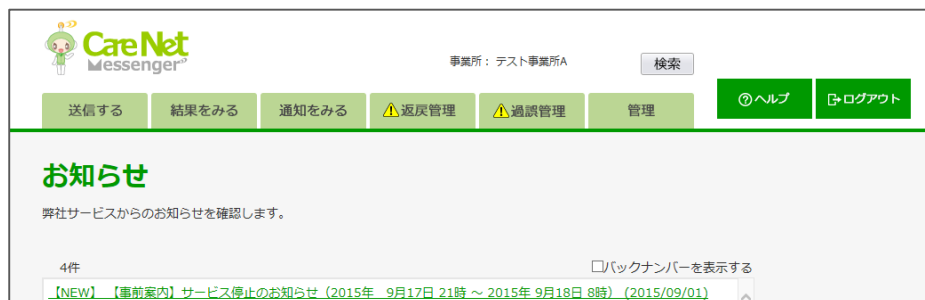 Care Net
Messenger
事業所： テスト事業所A
検索
送信する
結果をみる
通知をみる
返戻管理
過誤管理
管理
ヘルプ
ログアウト
お知らせ
弊社サービスからのお知らせを確認します。
4件
バックナンバーを表示する
【NEW】 【事前案内】サービス停止のお知らせ（2015年　9月17日 21時 ～ 2015年 9月18日 8時） (2015/09/01)